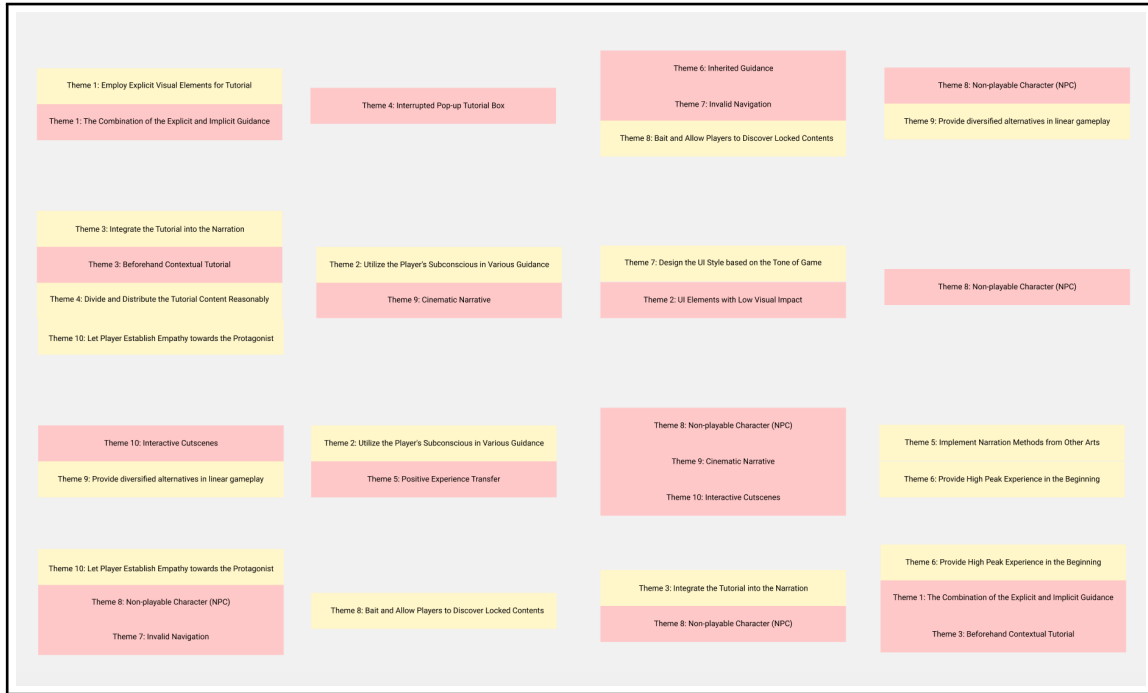 Theme 1: Employ Explicit Visual Elements for Tutorial
Theme 1: The Combination of the Explicit and Implicit Guidance
Theme 4: Interrupted Pop-up Tutorial Box
Theme 6: Inherited Guidance
Theme 7: Invalid Navigation
Theme 8: Bait and Allow Players to Discover Locked Contents
Theme 8: Non-playable Character (NPC)
Theme 9: Provide diversified alternatives in linear gameplay
Theme 3: Integrate the Tutorial into the Narration
Theme 3: Beforehand Contextual Tutorial
Theme 4: Divide and Distribute the Tutorial Content Reasonably
Theme 10: Let Player Establish Empathy towards the Protagonist
Theme 2: Utilize the Player's Subconscious in Various Guidance
Theme 9: Cinematic Narrative
Theme 7: Design the UI Style based on the Tone of Game
Theme 2: UI Elements with Low Visual Impact
Theme 8: Non-playable Character (NPC)
Theme 10: Interactive Cutscenes
Theme 9: Provide diversified alternatives in linear gameplay
Theme 2: Utilize the Player's Subconscious in Various Guidance
Theme 5: Positive Experience Transfer
Theme 8: Non-playable Character (NPC)
Theme 9: Cinematic Narrative
Theme 10: Interactive Cutscenes
Theme 5: Implement Narration Methods from Other Arts
Theme 6: Provide High Peak Experience in the Beginning
Theme 10: Let Player Establish Empathy towards the Protagonist
Theme 8: Non-playable Character (NPC)
Theme 7: Invalid Navigation
Theme 8: Bait and Allow Players to Discover Locked Contents
Theme 3: Integrate the Tutorial into the Narration
Theme 8: Non-playable Character (NPC)
Theme 6: Provide High Peak Experience in the Beginning
Theme 1: The Combination of the Explicit and Implicit Guidance
Theme 3: Beforehand Contextual Tutorial